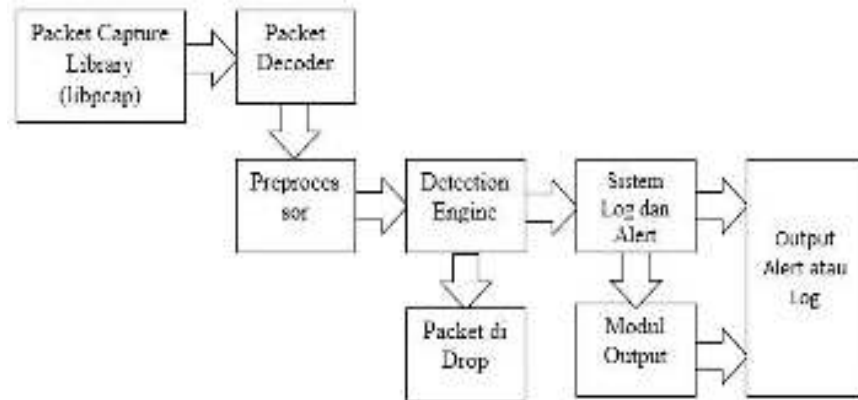 Packet Capture
Library
(libpcap)
Packet
Decoder
Preproces
sor
Detection
Engine
Sistem
Log dan
Alert
Output
Alert atau
Log
Packet di
Drop
Modul
Output